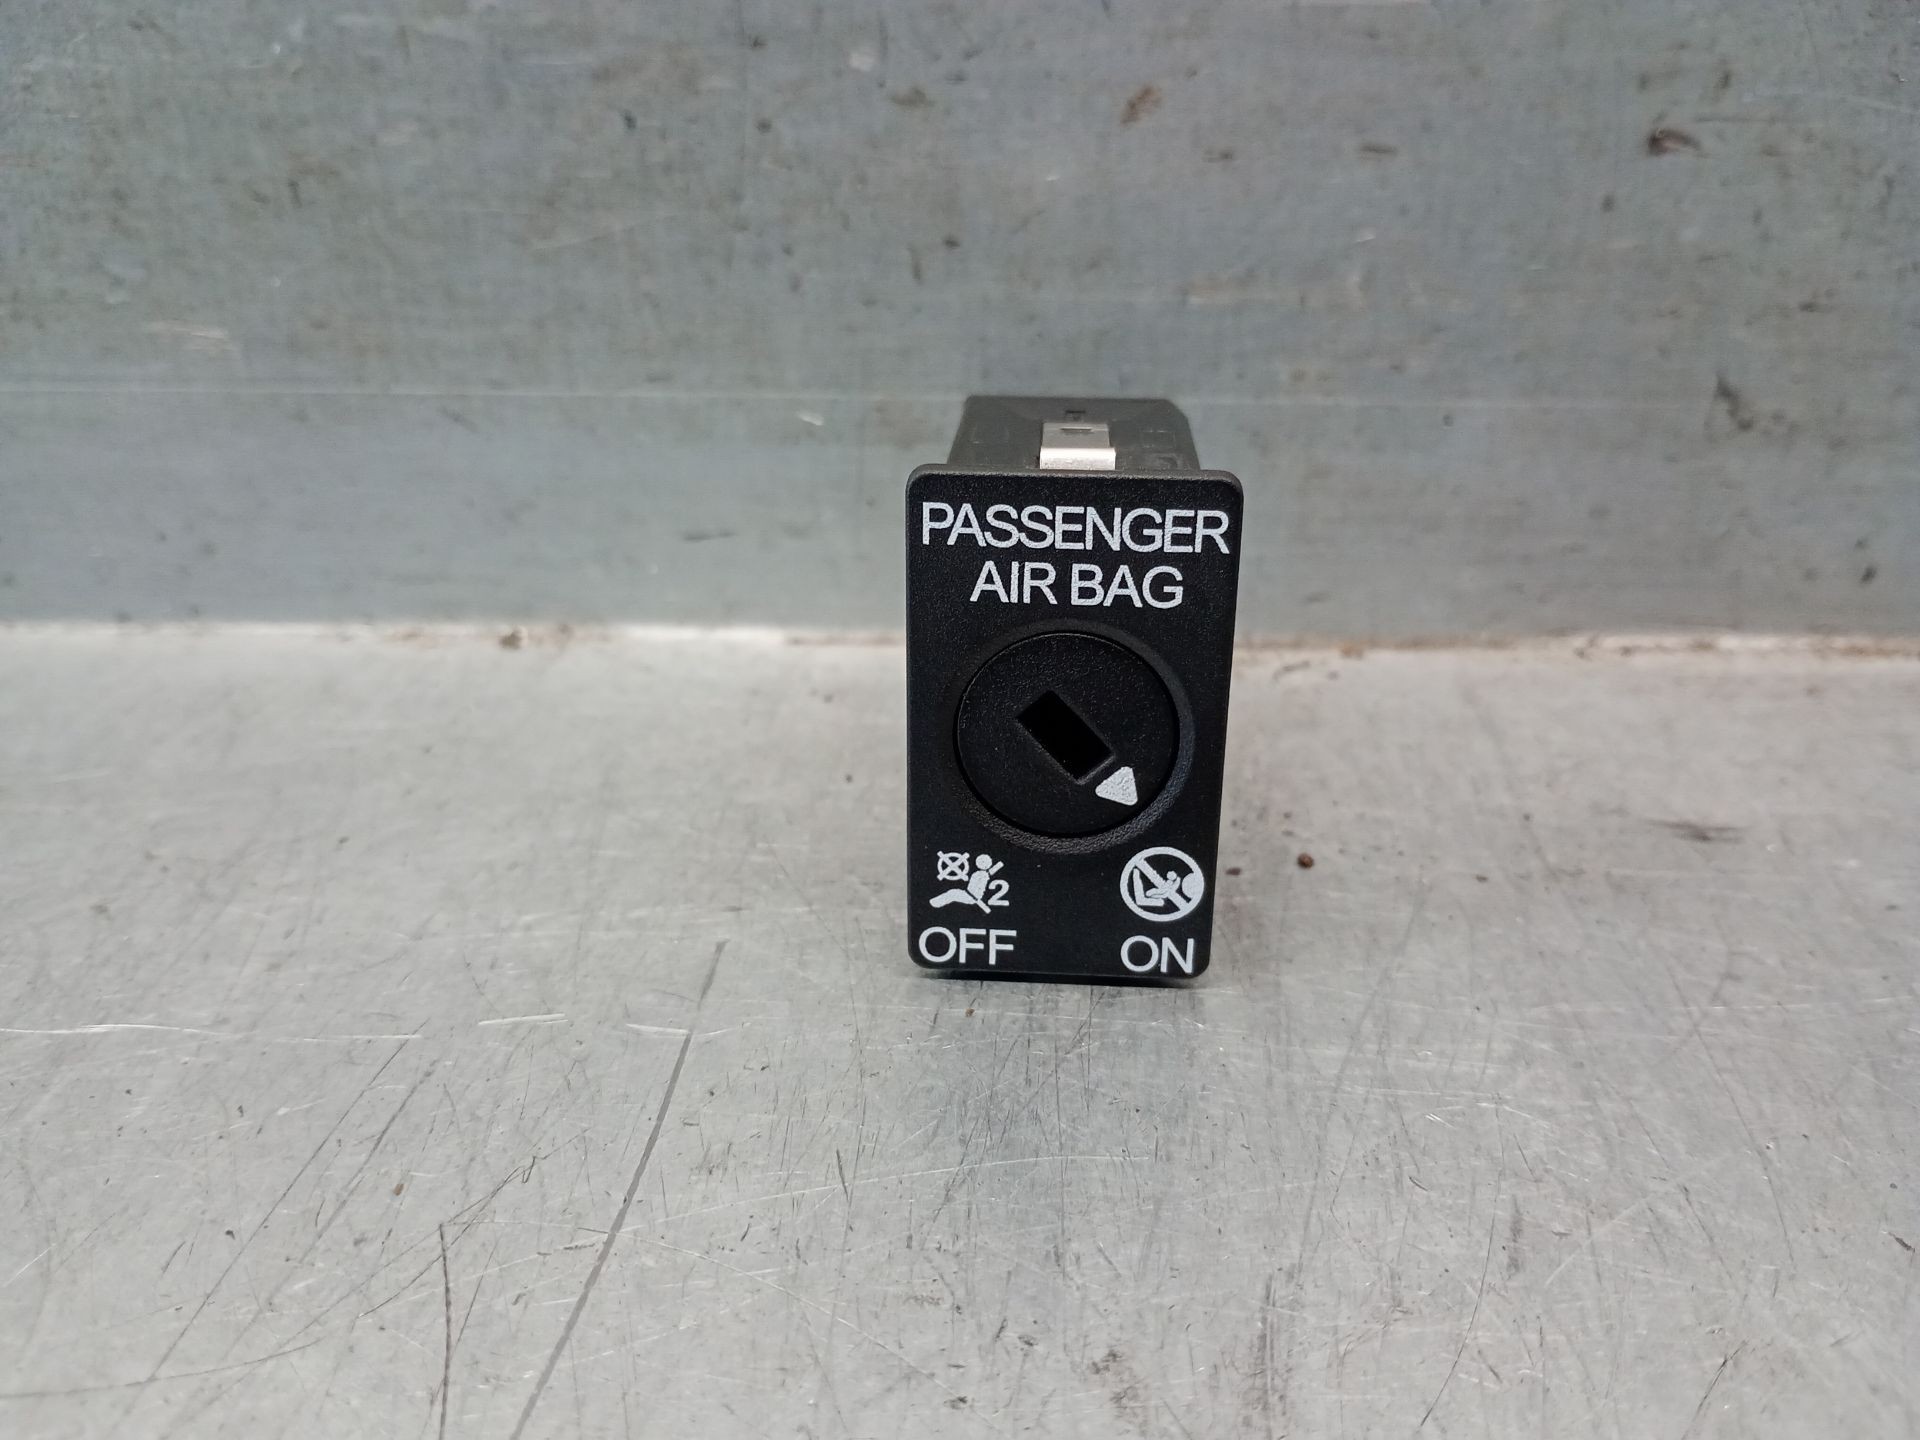 PASSENGER
AIR BAG
2
OFF ON